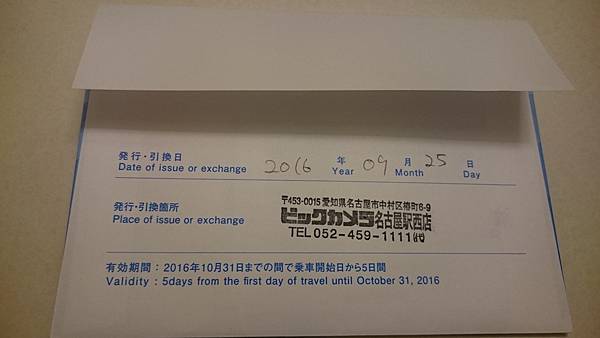 発行・引換日
Date of issue or exchange 2016 年 Year 09 月 Month 25 日 Day
発行・引換箇所
Place of issue or exchange
〒453-0015 愛知県名古屋市中村区椿町6-9
ビックカメラ名古屋駅西店
TEL 052-459-1111㈹
有効期間：2016年10月31日までの間で乗車開始日から5日間
Validity : 5days from the first day of travel until October 31, 2016